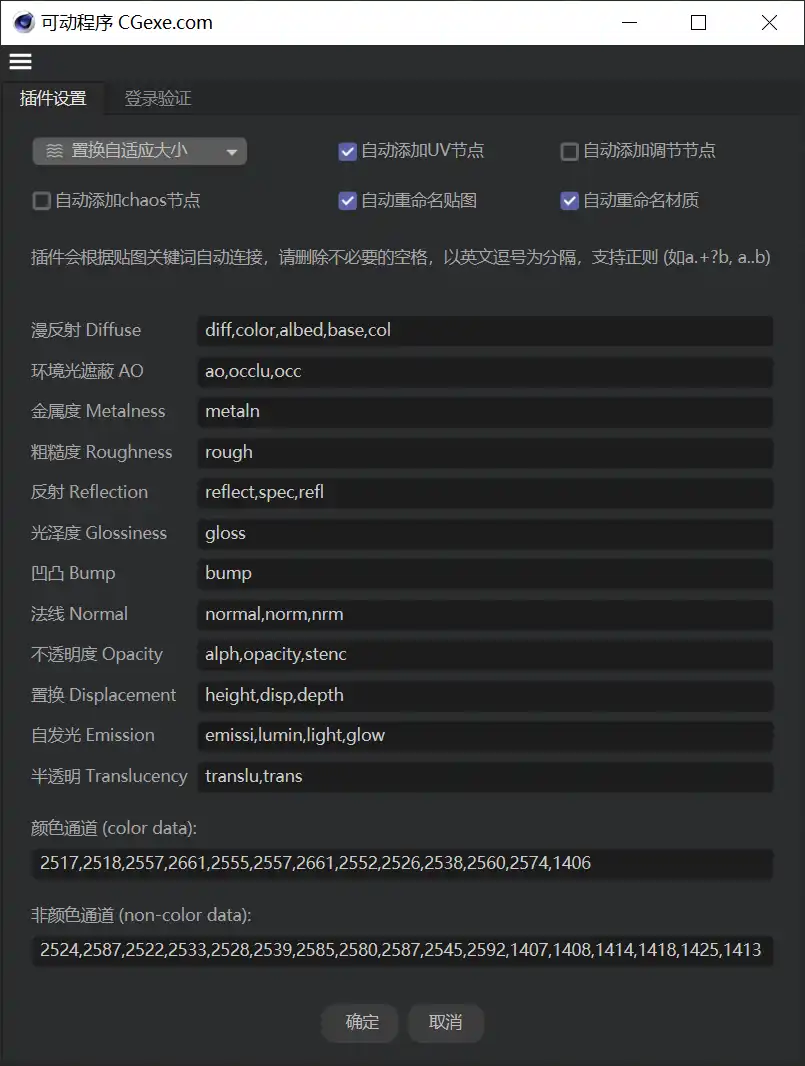 可动程序 CGexe.com
插件设置 登录验证
置换自适应大小 自动添加UV节点 自动添加调节节点
自动添加chaos节点 自动重命名贴图 自动重命名材质
插件会根据贴图关键词自动连接，请删除不必要的空格，以英文逗号为分隔，支持正则 (如a.+?b, a..b)
漫反射 Diffuse diff,color,albed,base,col
环境光遮蔽 AO ao,occlu,occ
金属度 Metalness metaln
粗糙度 Roughness rough
反射 Reflection reflect,spec,refl
光泽度 Glossiness gloss
凹凸 Bump bump
法线 Normal normal,norm,nrm
不透明度 Opacity alph,opacity,stenc
置换 Displacement height,disp,depth
自发光 Emission emissi,lumin,light,glow
半透明 Translucency translu,trans
颜色通道 (color data):
2517,2518,2557,2661,2555,2557,2661,2552,2526,2538,2560,2574,1406
非颜色通道 (non-color data):
2524,2587,2522,2533,2528,2539,2585,2580,2587,2545,2592,1407,1408,1414,1418,1425,1413
确定 取消